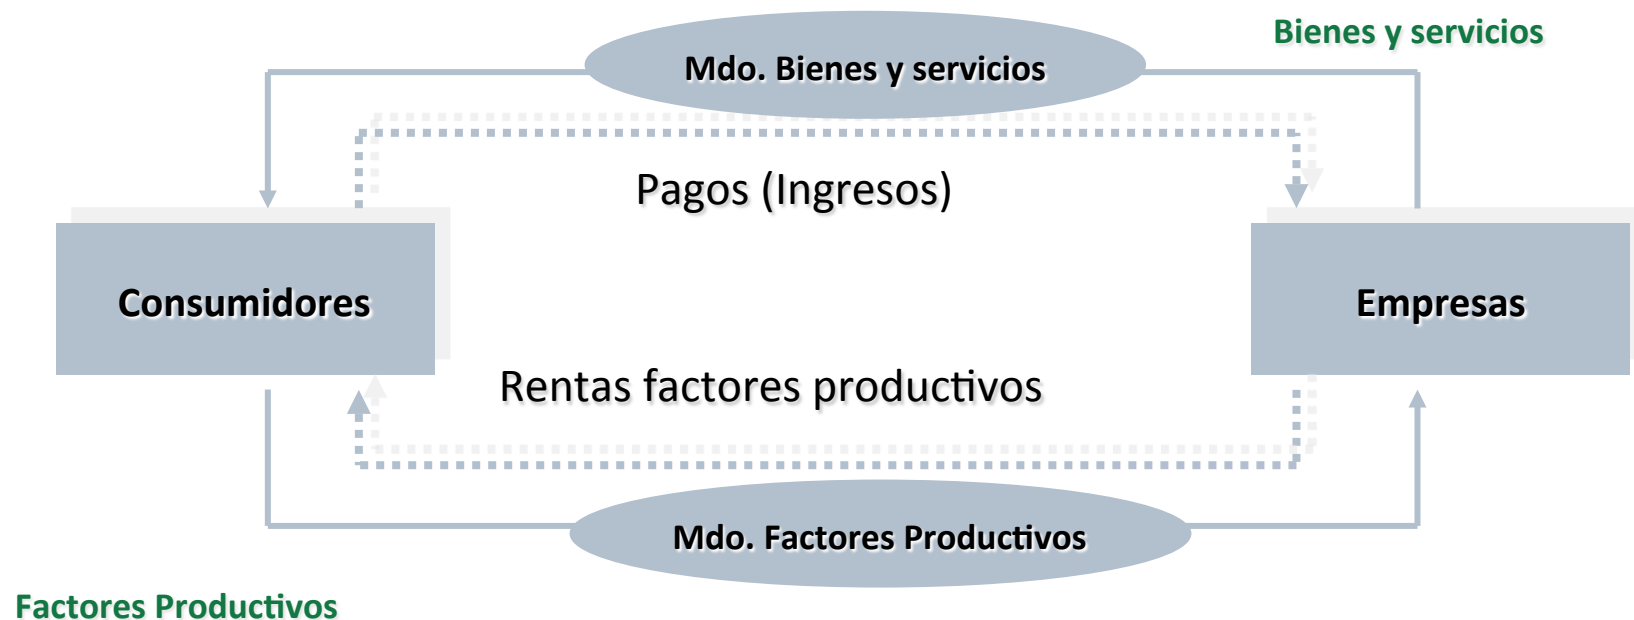 Bienes y servicios
Mdo. Bienes y servicios
Pagos (Ingresos)
Consumidores
Empresas
Rentas factores productivos
Mdo. Factores Productivos
Factores Productivos